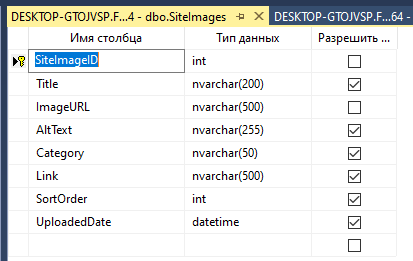 DESKTOP-GTOJVSP.F...4 - dbo.SiteImages DESKTOP-GTOJVSP.F...64 -
Имя столбца Тип данных Разрешить ...
SiteImageID int
Title nvarchar(200)
ImageURL nvarchar(500)
AltText nvarchar(255)
Category nvarchar(50)
Link nvarchar(500)
SortOrder int
UploadedDate datetime